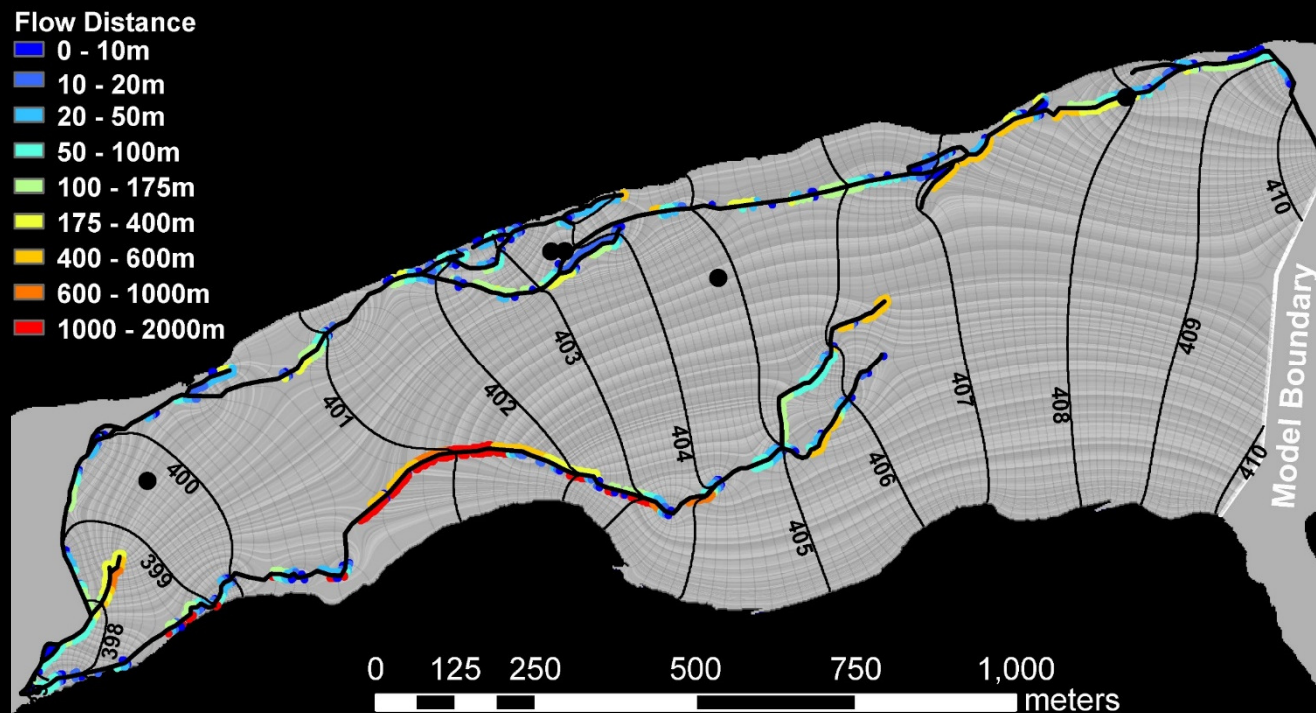 Flow Distance
0 - 10m
10 - 20m
20 - 50m
50 - 100m
100 - 175m
175 - 400m
400 - 600m
600 - 1000m
1000 - 2000m
410
409
408
407
403
402
401
404
406
405
400
399
398
410
Model Boundary
0 125 250 500 750 1,000
meters